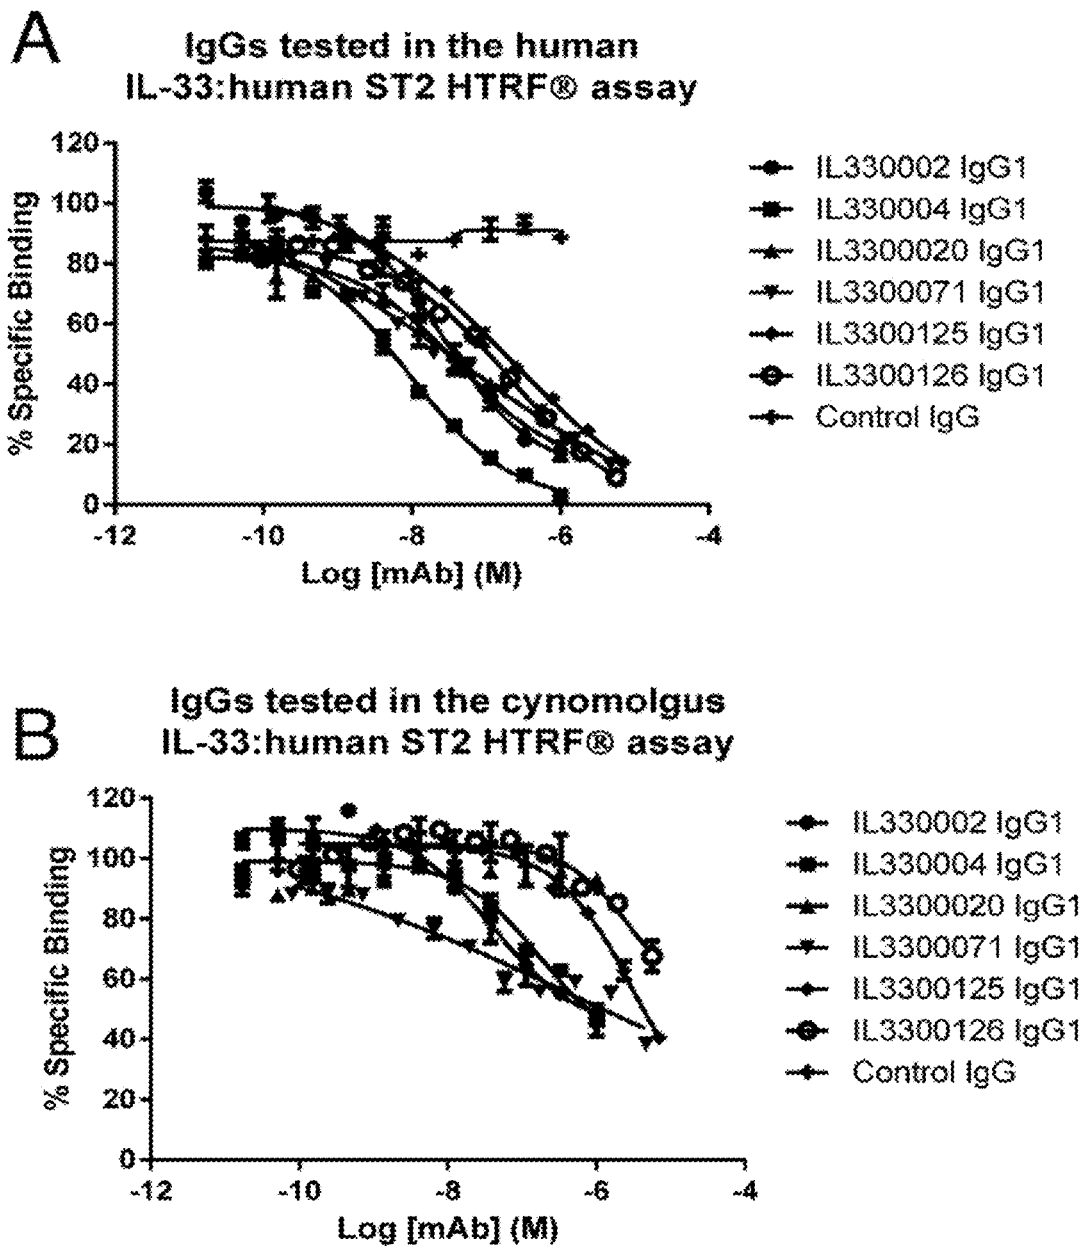 A
IgGs tested in the human
IL-33:human ST2 HTRF® assay
120
100
80
60
40
20
0
% Specific Binding
-12
-10
-8
-6
-4
Log [mAb] (M)
IL330002 IgG1
IL330004 IgG1
IL3300020 IgG1
IL3300071 IgG1
IL3300125 IgG1
IL3300126 IgG1
Control IgG
B
IgGs tested in the cynomolgus
IL-33:human ST2 HTRF® assay
120
100
80
60
40
20
0
% Specific Binding
-12
-10
-8
-6
-4
Log [mAb] (M)
IL330002 IgG1
IL330004 IgG1
IL3300020 IgG1
IL3300071 IgG1
IL3300125 IgG1
IL3300126 IgG1
Control IgG